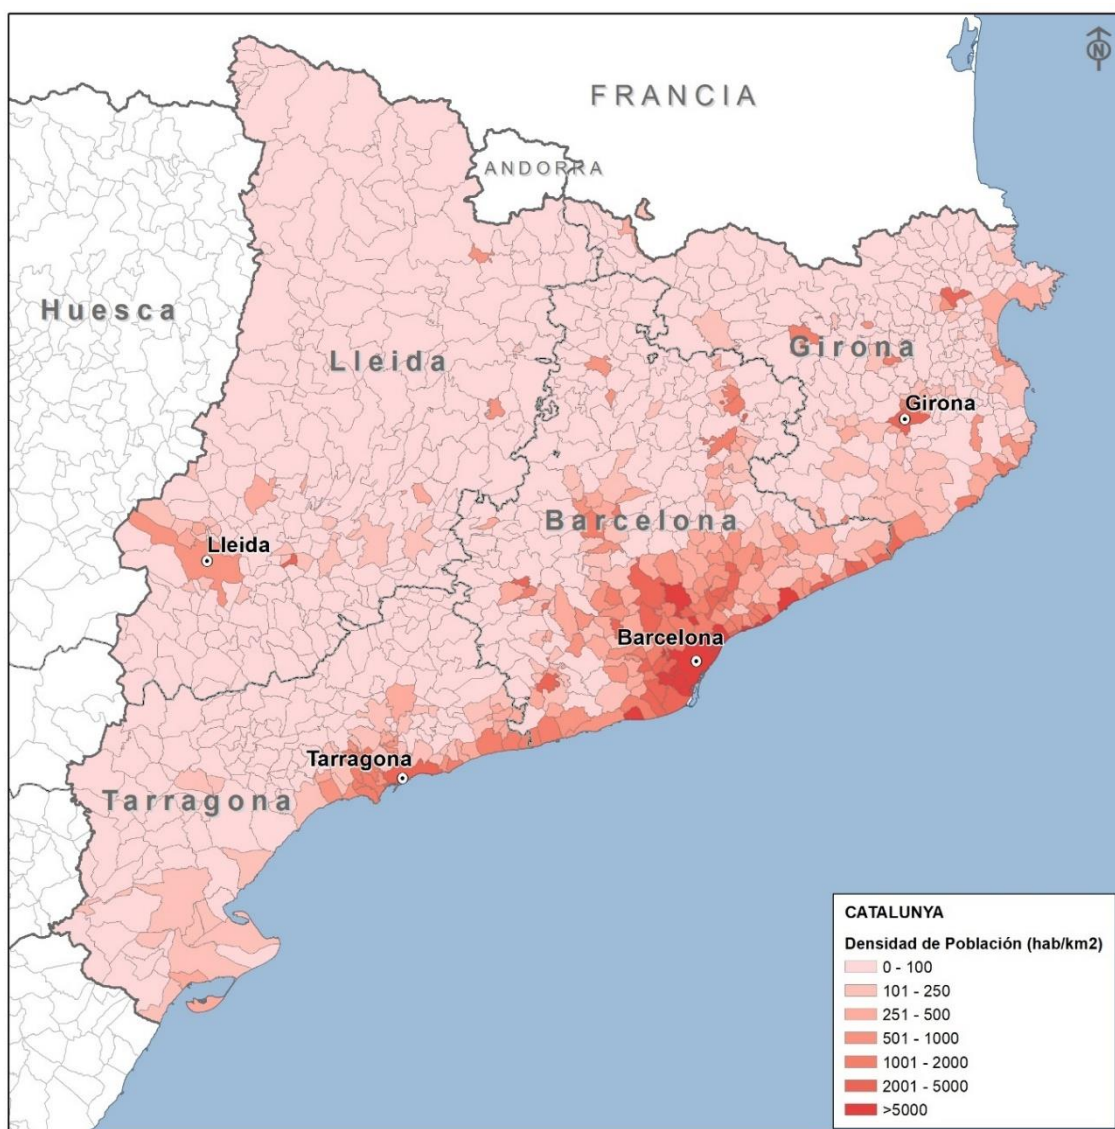 N
FRANCIA
ANDORRA
Huesca
Lleida
Girona
Girona
Barcelona
Lleida
Barcelona
Tarragona
Tarragona
CATALUNYA
Densidad de Población (hab/km2)
0 - 100
101 - 250
251 - 500
501 - 1000
1001 - 2000
2001 - 5000
>5000